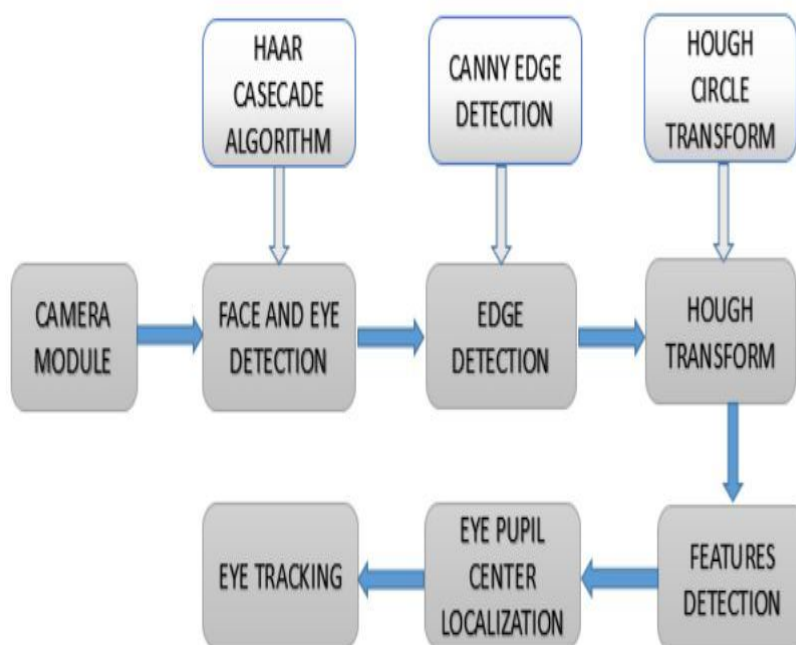 HAAR
CASECADE
ALGORITHM
CANNY EDGE
DETECTION
HOUGH
CIRCLE
TRANSFORM
CAMERA
MODULE
FACE AND EYE
DETECTION
EDGE
DETECTION
HOUGH
TRANSFORM
FEATURES
DETECTION
EYE PUPIL
CENTER
LOCALIZATION
EYE TRACKING